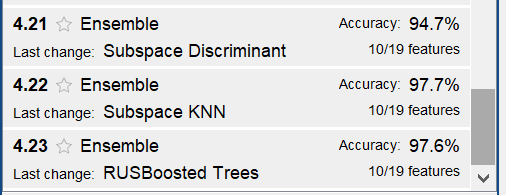 4.21 Ensemble Accuracy: 94.7%
Last change: Subspace Discriminant 10/19 features
4.22 Ensemble Accuracy: 97.7%
Last change: Subspace KNN 10/19 features
4.23 Ensemble Accuracy: 97.6%
Last change: RUSBoosted Trees 10/19 features